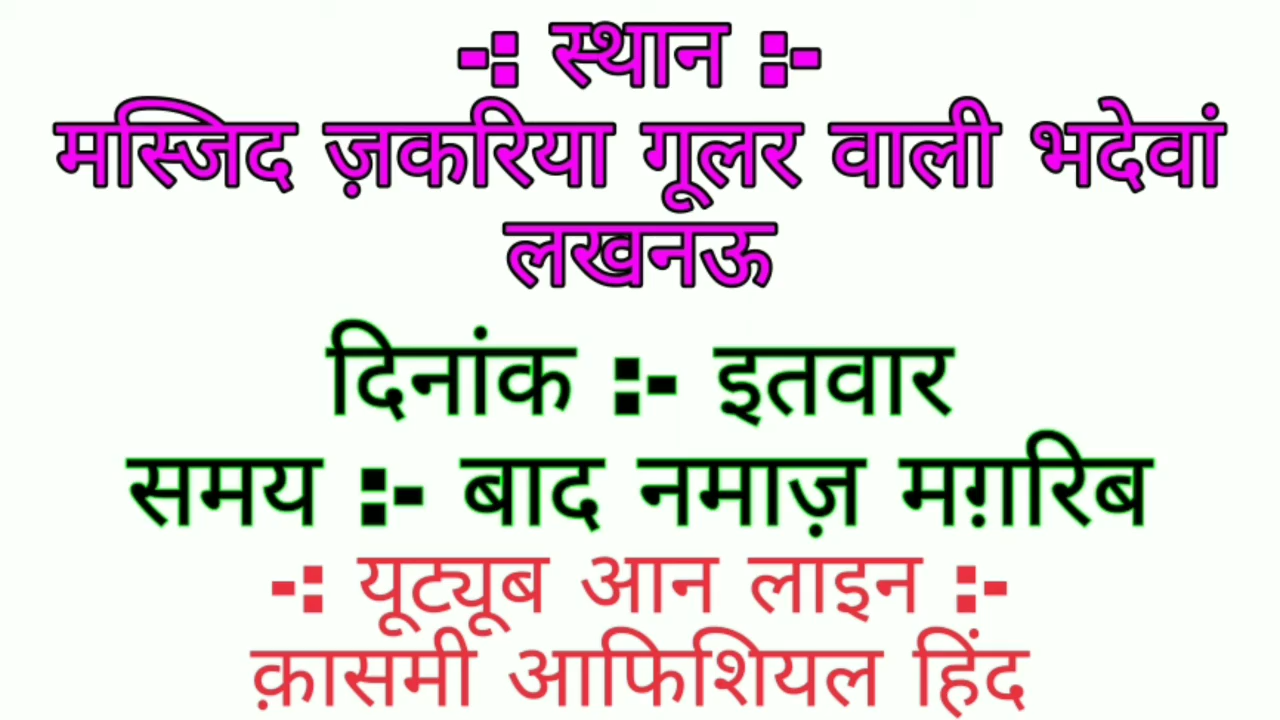 -: स्थान :-
मस्जिद ज़करिया गूलर वाली भदेवां
लखनऊ
दिनांक :- इतवार
समय :- बाद नमाज़ मग़रिब
-: यूट्यूब आन लाइन :-
क़ासमी आफिशियल हिंद